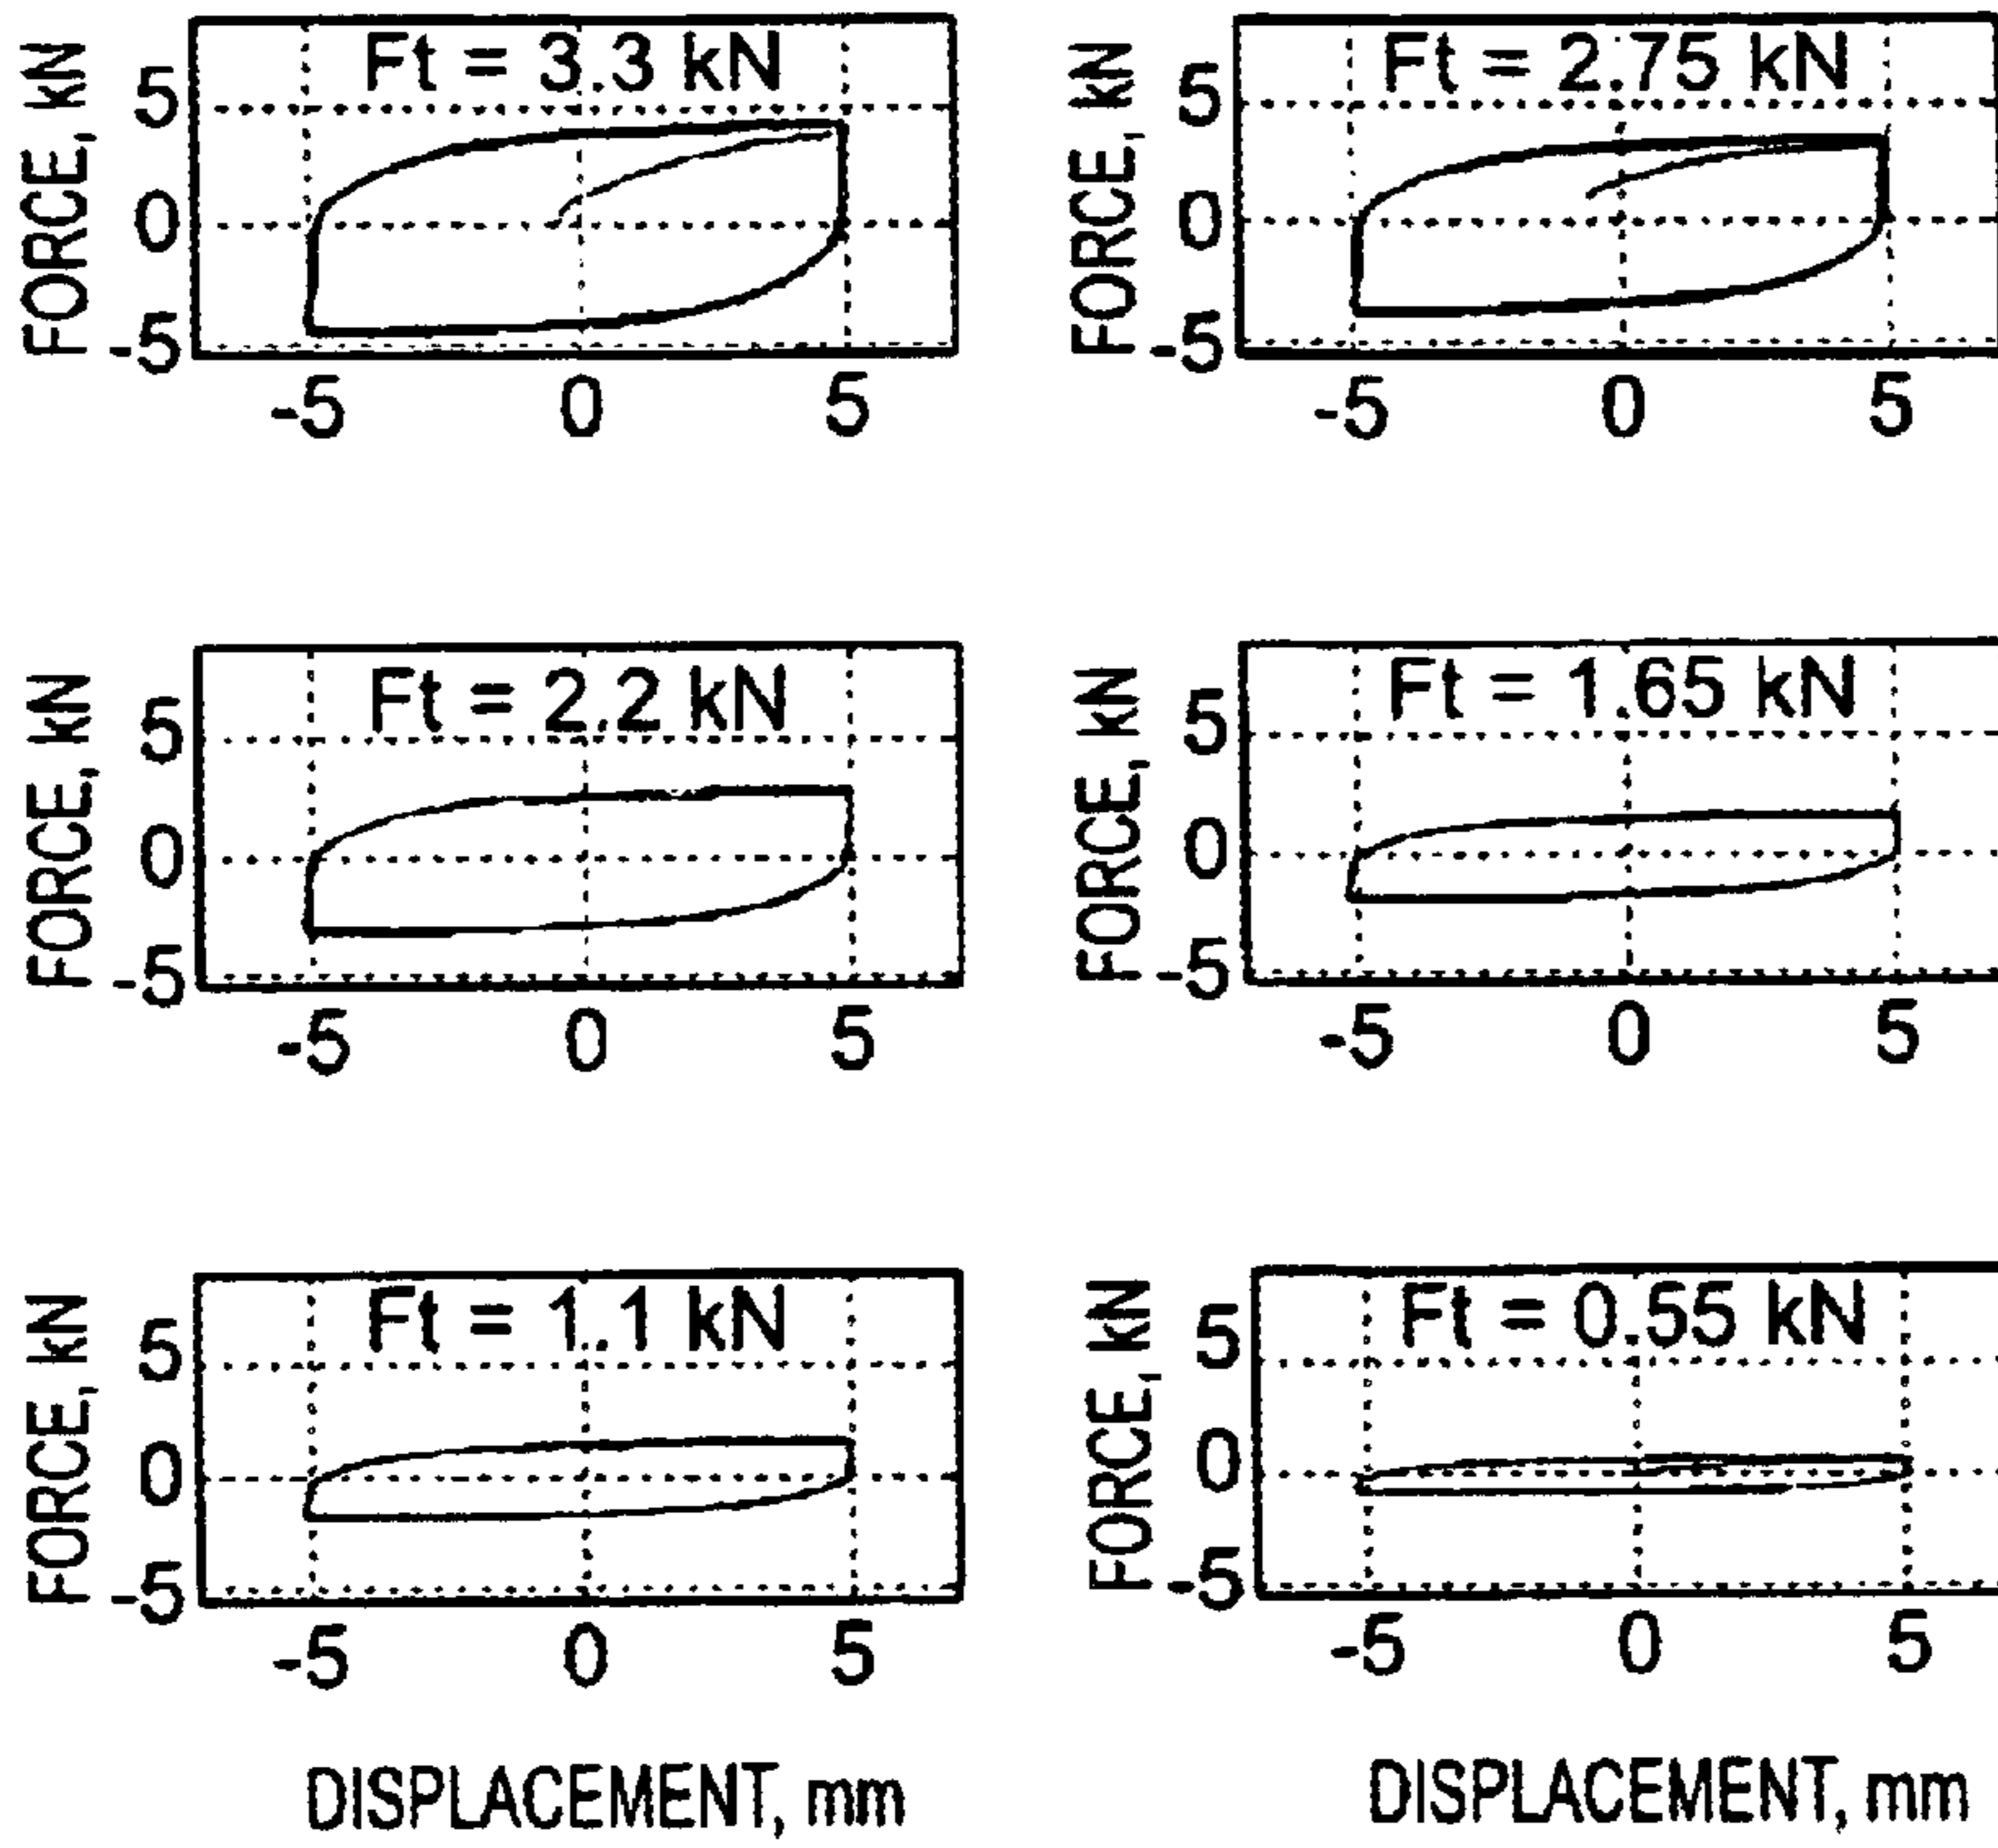 Ft = 3.3 kN
FORCE, kN
5
0
-5
-5 0 5
Ft = 2.75 kN
FORCE, kN
5
0
-5
-5 0 5
Ft = 2.2 kN
FORCE, kN
5
0
-5
-5 0 5
Ft = 1.65 kN
FORCE, kN
5
0
-5
-5 0 5
Ft = 1.1 kN
FORCE, kN
5
0
-5
-5 0 5
DISPLACEMENT, mm
Ft = 0.55 kN
FORCE, kN
5
0
-5
-5 0 5
DISPLACEMENT, mm